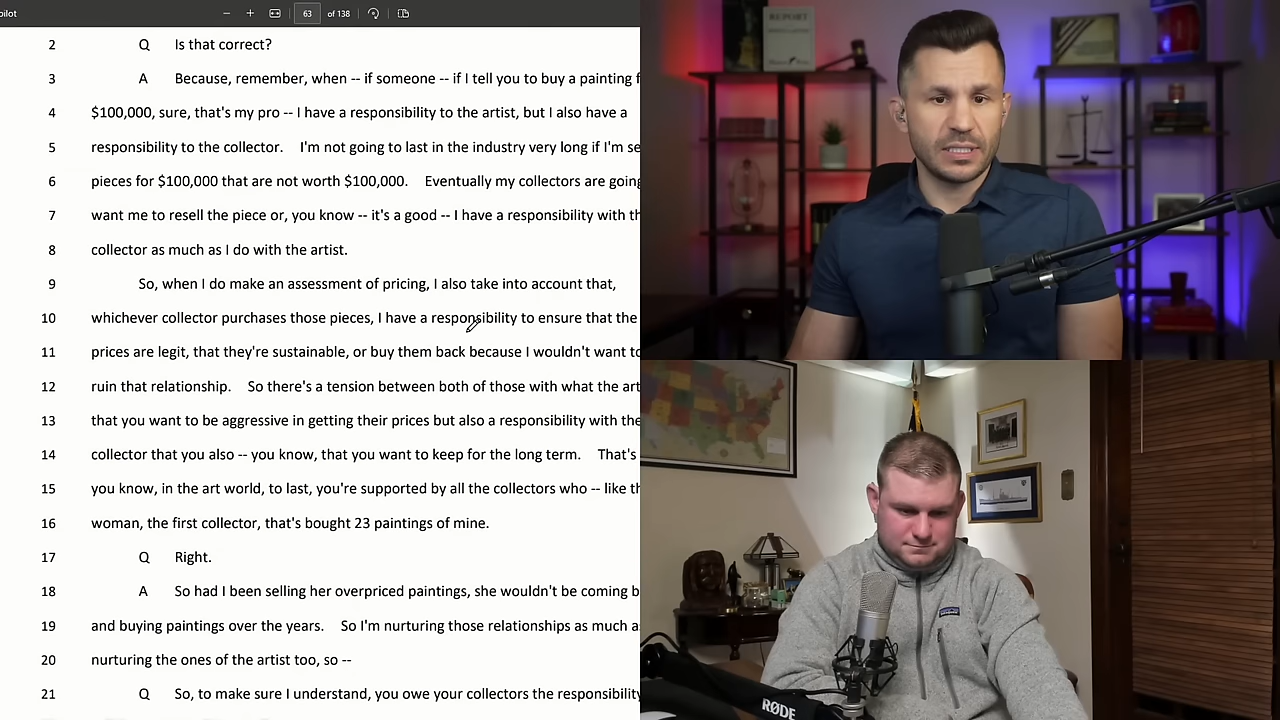 pilot
63 of 138
2 Q Is that correct?
3 A Because, remember, when -- if someone -- if I tell you to buy a painting f
4 $100,000, sure, that's my pro -- I have a responsibility to the artist, but I also have a
5 responsibility to the collector. I'm not going to last in the industry very long if I'm se
6 pieces for $100,000 that are not worth $100,000. Eventually my collectors are going
7 want me to resell the piece or, you know -- it's a good -- I have a responsibility with th
8 collector as much as I do with the artist.
9 So, when I do make an assessment of pricing, I also take into account that,
10 whichever collector purchases those pieces, I have a responsibility to ensure that the
11 prices are legit, that they're sustainable, or buy them back because I wouldn't want to
12 ruin that relationship. So there's a tension between both of those with what the art
13 that you want to be aggressive in getting their prices but also a responsibility with the
14 collector that you also -- you know, that you want to keep for the long term. That's
15 you know, in the art world, to last, you're supported by all the collectors who -- like th
16 woman, the first collector, that's bought 23 paintings of mine.
17 Q Right.
18 A So had I been selling her overpriced paintings, she wouldn't be coming b
19 and buying paintings over the years. So I'm nurturing those relationships as much a
20 nurturing the ones of the artist too, so --
21 Q So, to make sure I understand, you owe your collectors the responsibility
REPORT
patagonia
RØDE